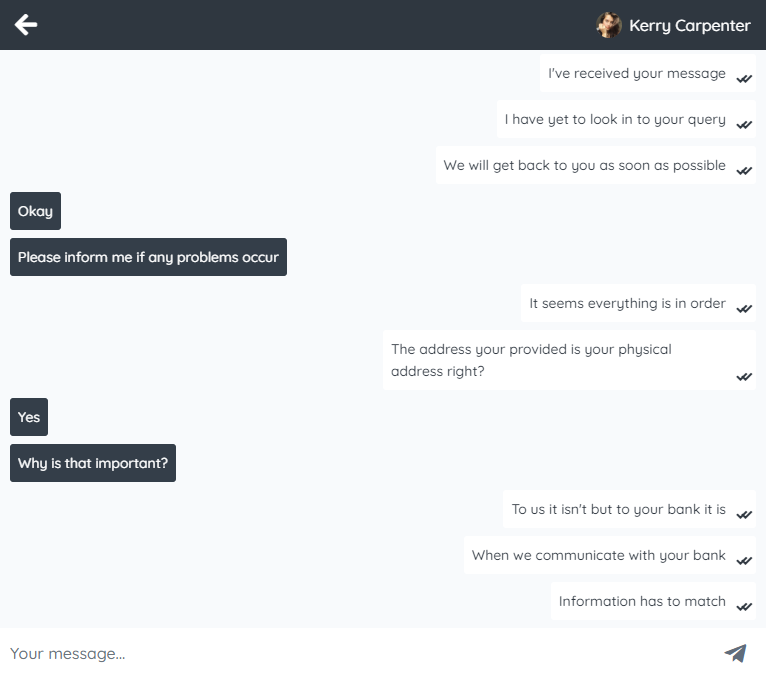 Kerry Carpenter
I've received your message
I have yet to look in to your query
We will get back to you as soon as possible
Okay
Please inform me if any problems occur
It seems everything is in order
The address your provided is your physical
address right?
Yes
Why is that important?
To us it isn't but to your bank it is
When we communicate with your bank
Information has to match
Your message...